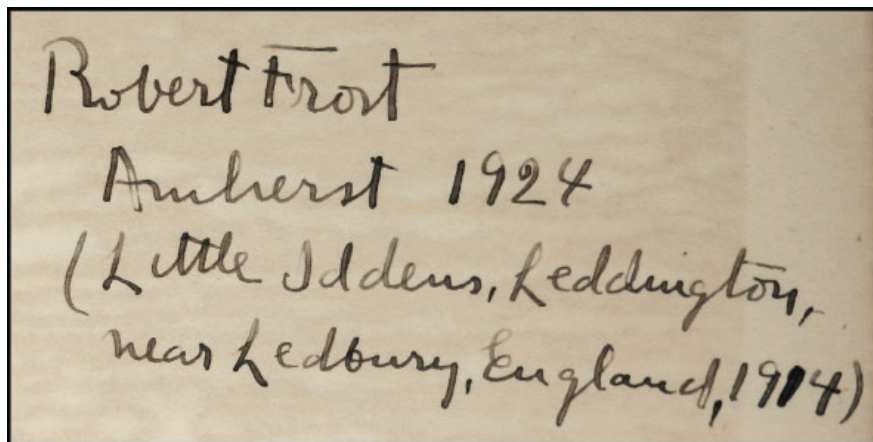 Robert Frost
Amherst 1924
(Little Iddens, Leddington,
near Ledbury, England, 1914)